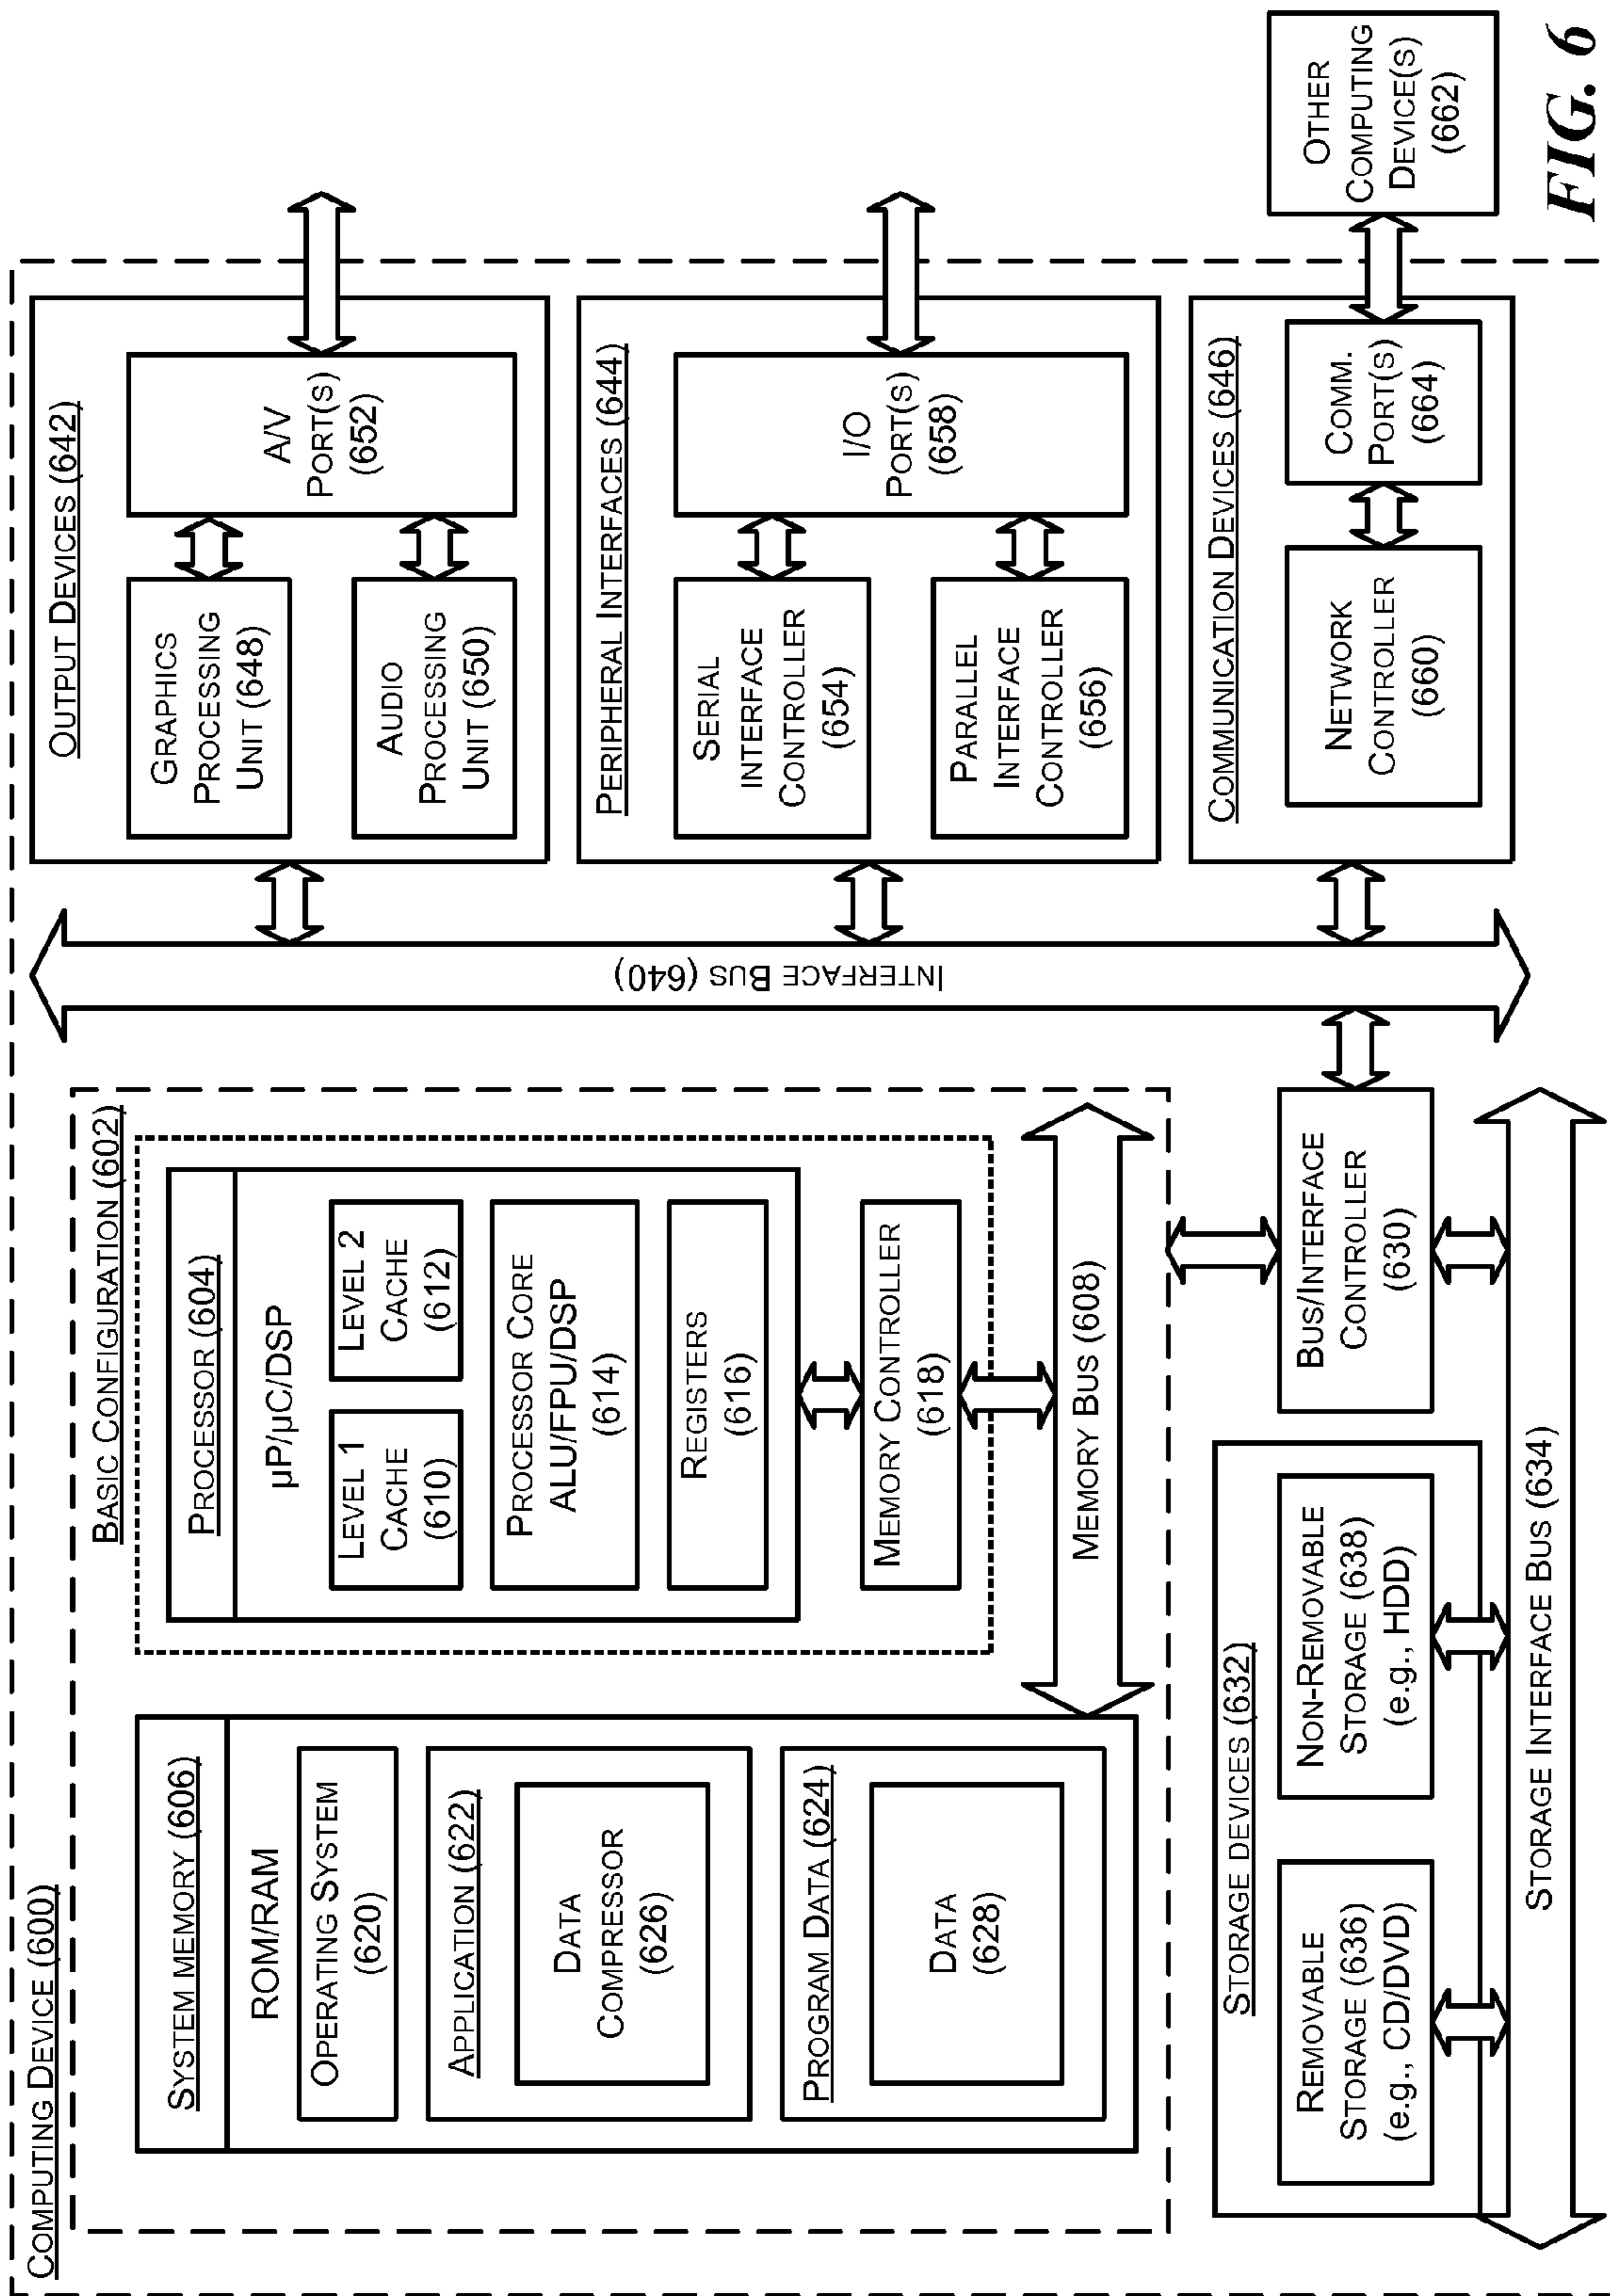 COMPUTING DEVICE (600)
BASIC CONFIGURATION (602)
SYSTEM MEMORY (606)
ROM/RAM
OPERATING SYSTEM
(620)
APPLICATION (622)
DATA
COMPRESSOR
(626)
PROGRAM DATA (624)
DATA
(628)
PROCESSOR (604)
µP/µC/DSP
LEVEL 1
CACHE
(610)
LEVEL 2
CACHE
(612)
PROCESSOR CORE
ALU/FPU/DSP
(614)
REGISTERS
(616)
MEMORY CONTROLLER
(618)
MEMORY BUS (608)
BUS/INTERFACE
CONTROLLER
(630)
STORAGE DEVICES (632)
REMOVABLE
STORAGE (636)
(e.g., CD/DVD)
NON-REMOVABLE
STORAGE (638)
(e.g., HDD)
STORAGE INTERFACE BUS (634)
INTERFACE BUS (640)
OUTPUT DEVICES (642)
GRAPHICS
PROCESSING
UNIT (648)
AUDIO
PROCESSING
UNIT (650)
A/V
PORT(S)
(652)
PERIPHERAL INTERFACES (644)
SERIAL
INTERFACE
CONTROLLER
(654)
PARALLEL
INTERFACE
CONTROLLER
(656)
I/O
PORT(S)
(658)
COMMUNICATION DEVICES (646)
NETWORK
CONTROLLER
(660)
COMM.
PORT(S)
(664)
OTHER
COMPUTING
DEVICE(S)
(662)
FIG. 6